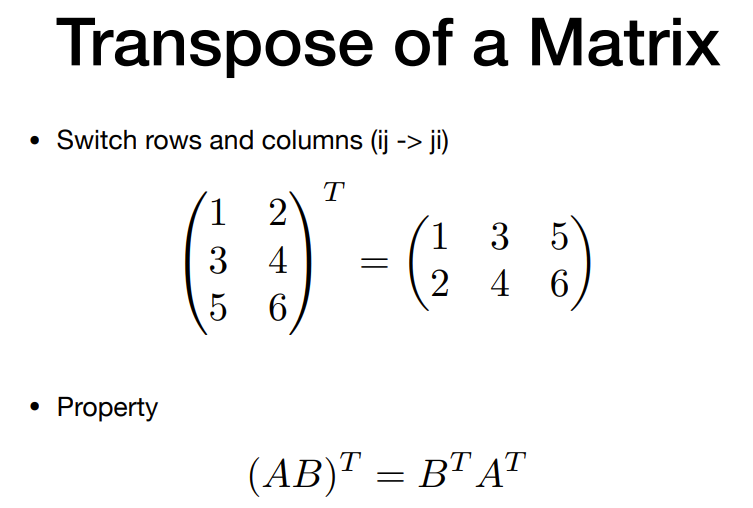 Transpose of a Matrix
• Switch rows and columns (ij -> ji)
$\begin{pmatrix} 1 & 2 \\ 3 & 4 \\ 5 & 6 \end{pmatrix}^T = \begin{pmatrix} 1 & 3 & 5 \\ 2 & 4 & 6 \end{pmatrix}$
• Property
$(AB)^T = B^T A^T$